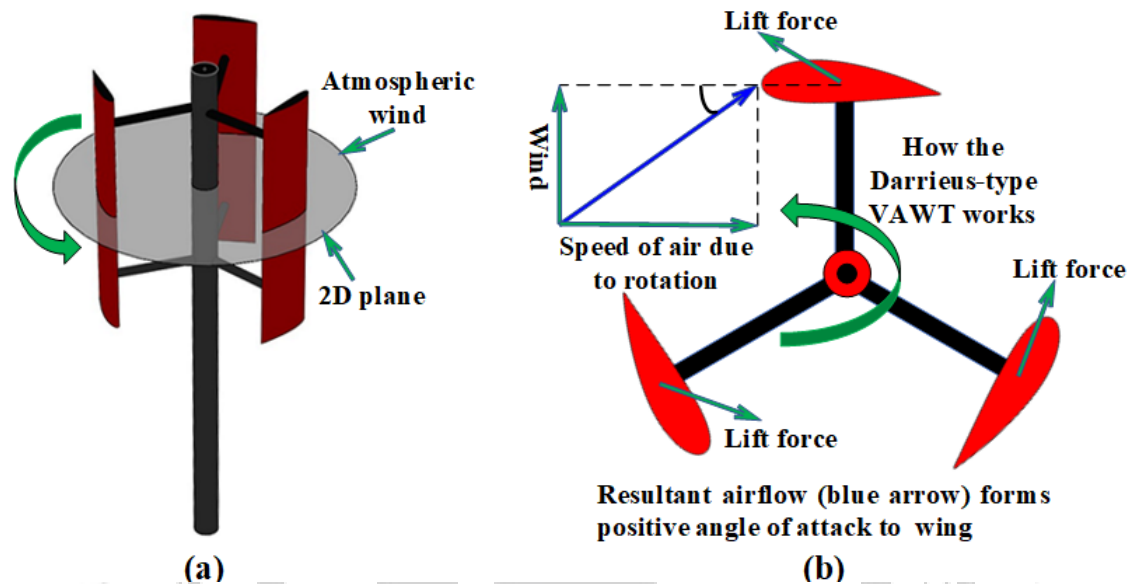 Atmospheric
wind
2D plane
(a)
Lift force
Wind
Speed of air due
to rotation
How the
Darrieus-type
VAWT works
Lift force
Lift force
Resultant airflow (blue arrow) forms
positive angle of attack to wing
(b)